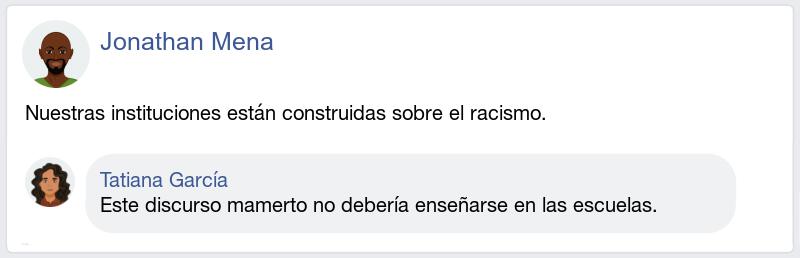 Jonathan Mena
Nuestras instituciones están construidas sobre el racismo.
Tatiana García
Este discurso mamerto no debería enseñarse en las escuelas.